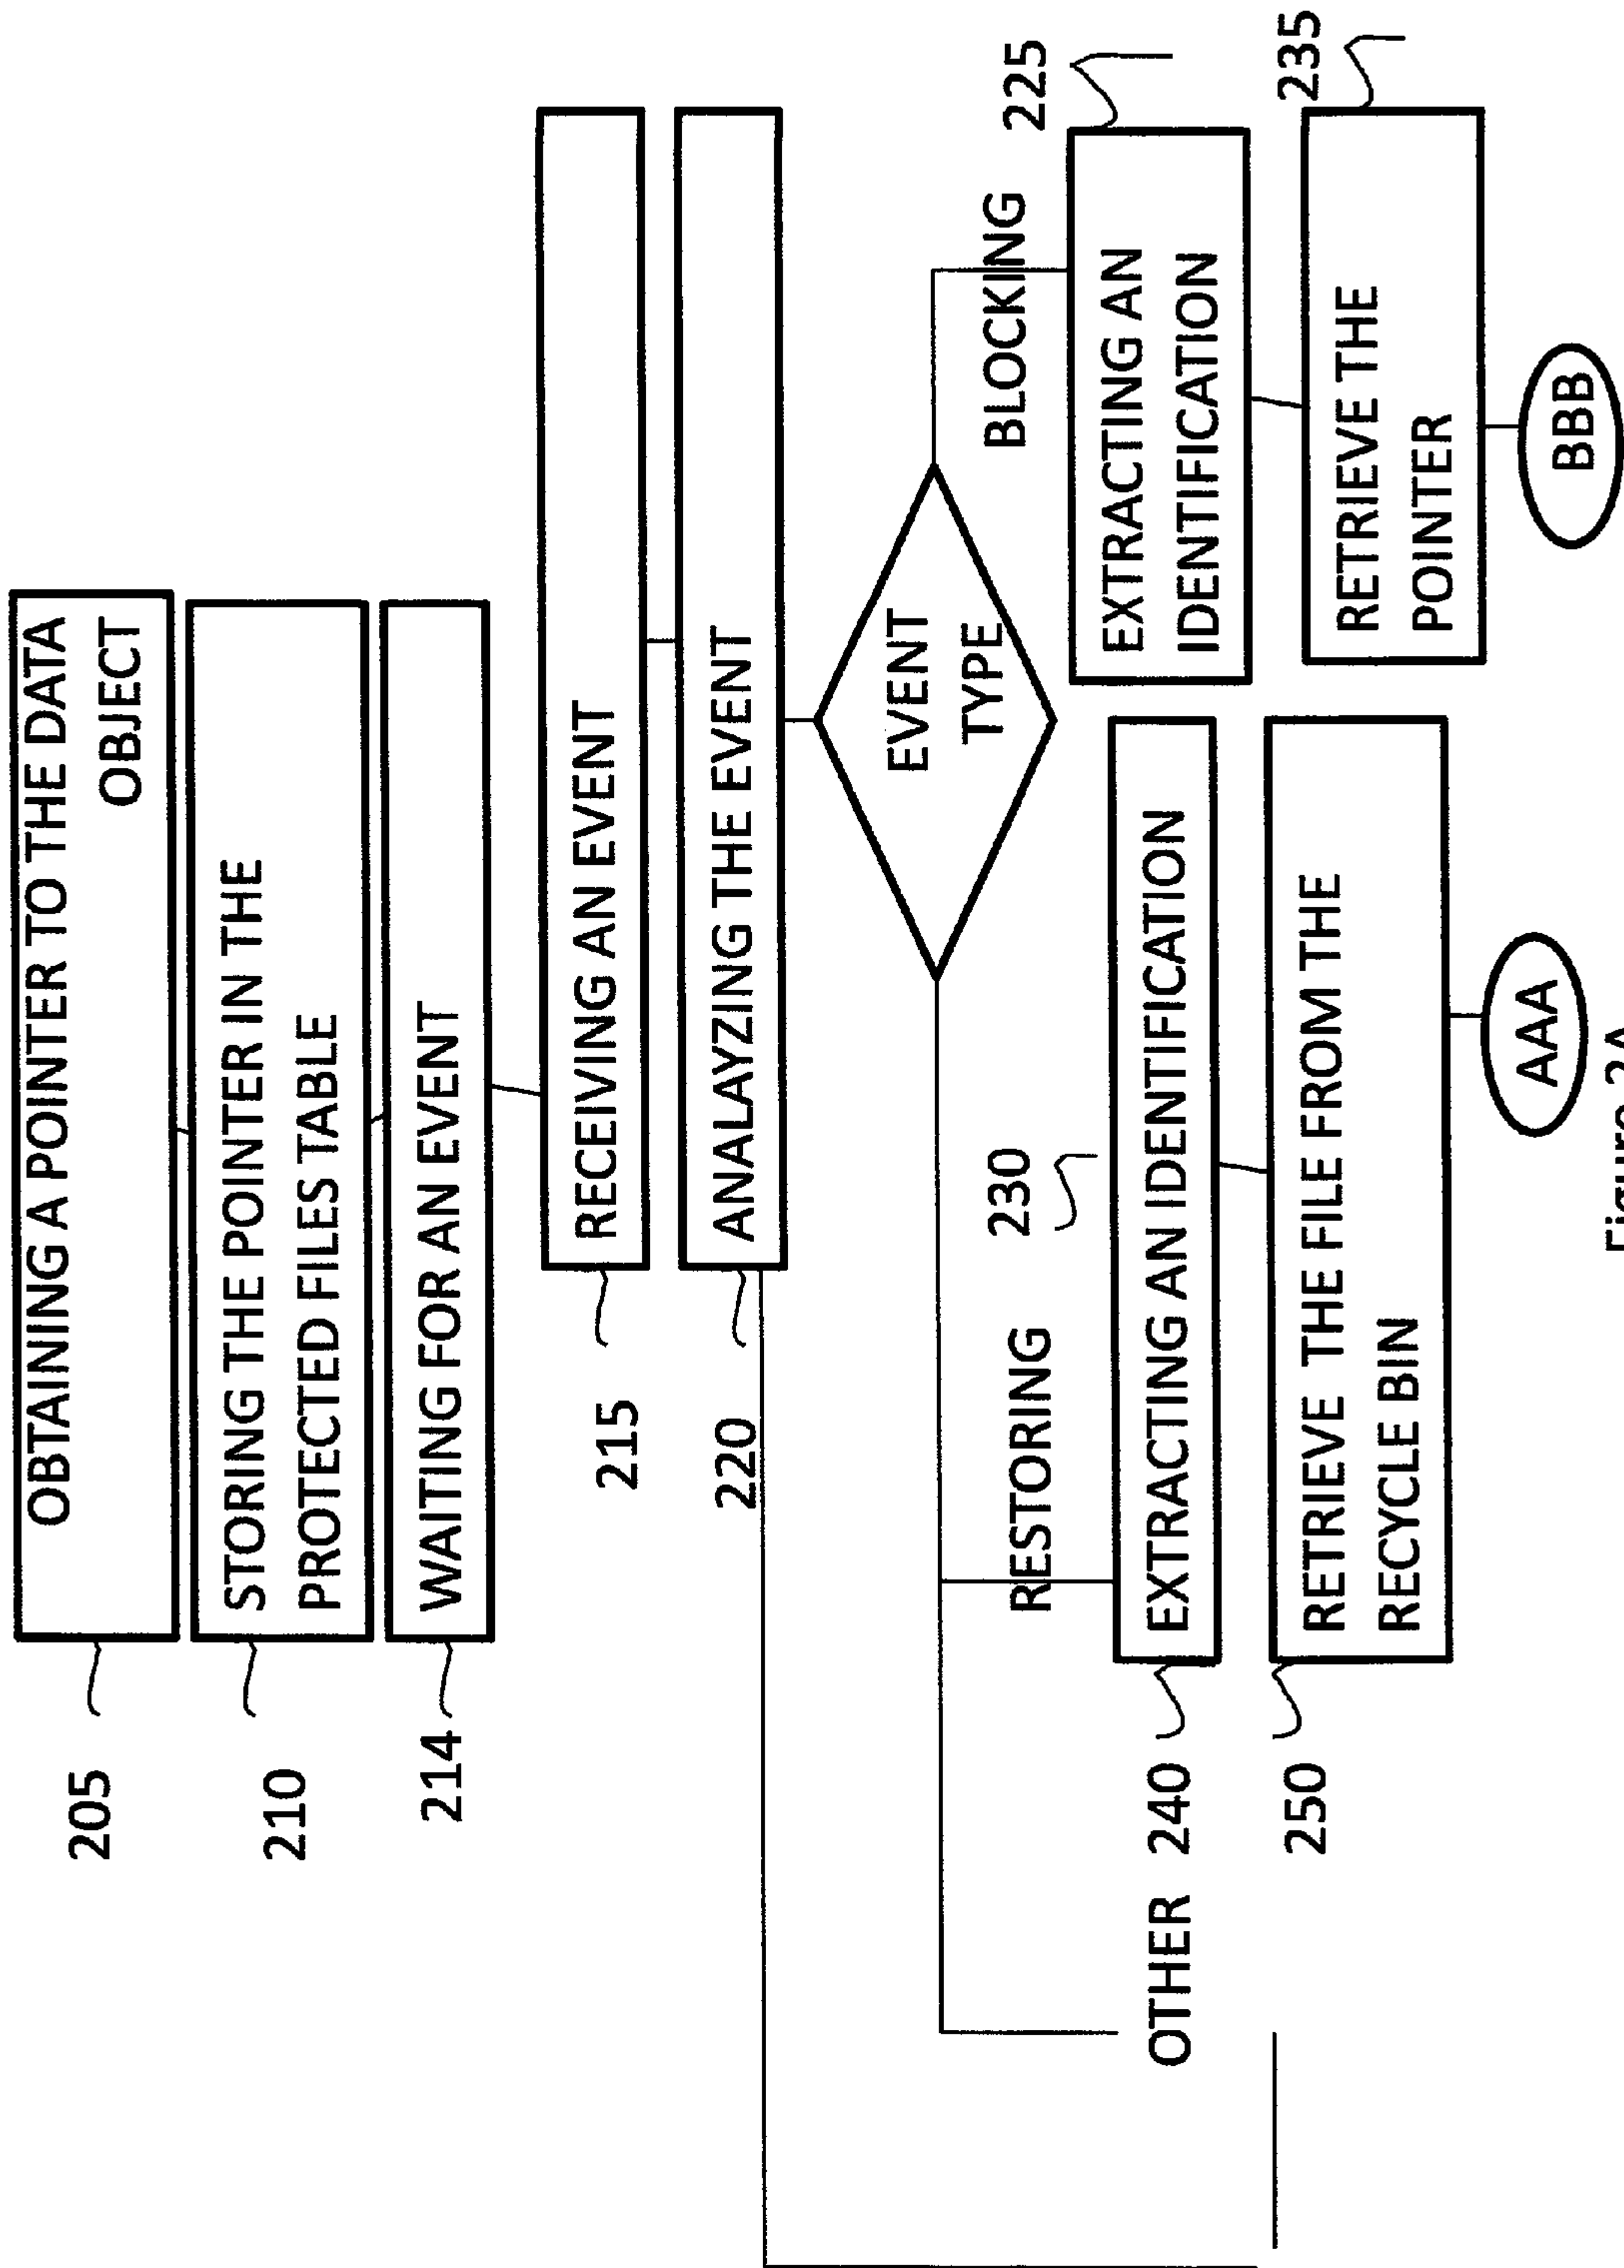 OBTAINING A POINTER TO THE DATA
OBJECT
205
STORING THE POINTER IN THE
PROTECTED FILES TABLE
210
WAITING FOR AN EVENT
214
RECEIVING AN EVENT
215
ANALAYZING THE EVENT
220
EVENT
TYPE
BLOCKING
225
EXTRACTING AN
IDENTIFICATION
235
RETRIEVE THE
POINTER
BBB
RESTORING
230
OTHER
240
EXTRACTING AN IDENTIFICATION
250
RETRIEVE THE FILE FROM THE
RECYCLE BIN
AAA
Figure 2A